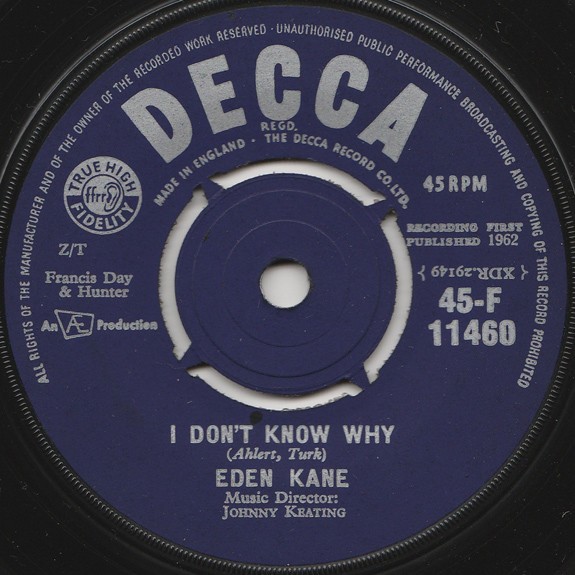 ALL RIGHTS OF THE MANUFACTURER AND OF THE OWNER OF THE RECORDED WORK RESERVED · UNAUTHORISED PUBLIC PERFORMANCE BROADCASTING AND COPYING OF THIS RECORD PROHIBITED
DECCA
REGD.
MADE IN ENGLAND · THE DECCA RECORD CO. LTD.
TRUE HIGH
ffrr
FIDELITY
45 RPM
Z/T
RECORDING FIRST
PUBLISHED 1962
Francis Day
& Hunter
{ XDR.29149 }
45-F
11460
An AE Production
I DON'T KNOW WHY
(Ahlert, Turk)
EDEN KANE
Music Director:
JOHNNY KEATING